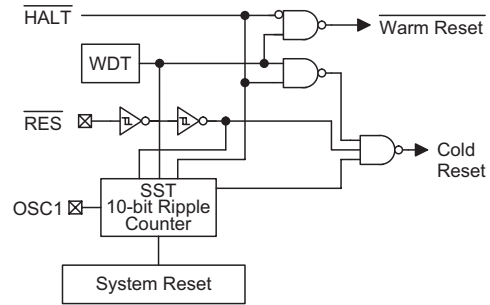 HALT
Warm Reset
WDT
RES
Cold
Reset
SST
10-bit Ripple
Counter
OSC1
System Reset